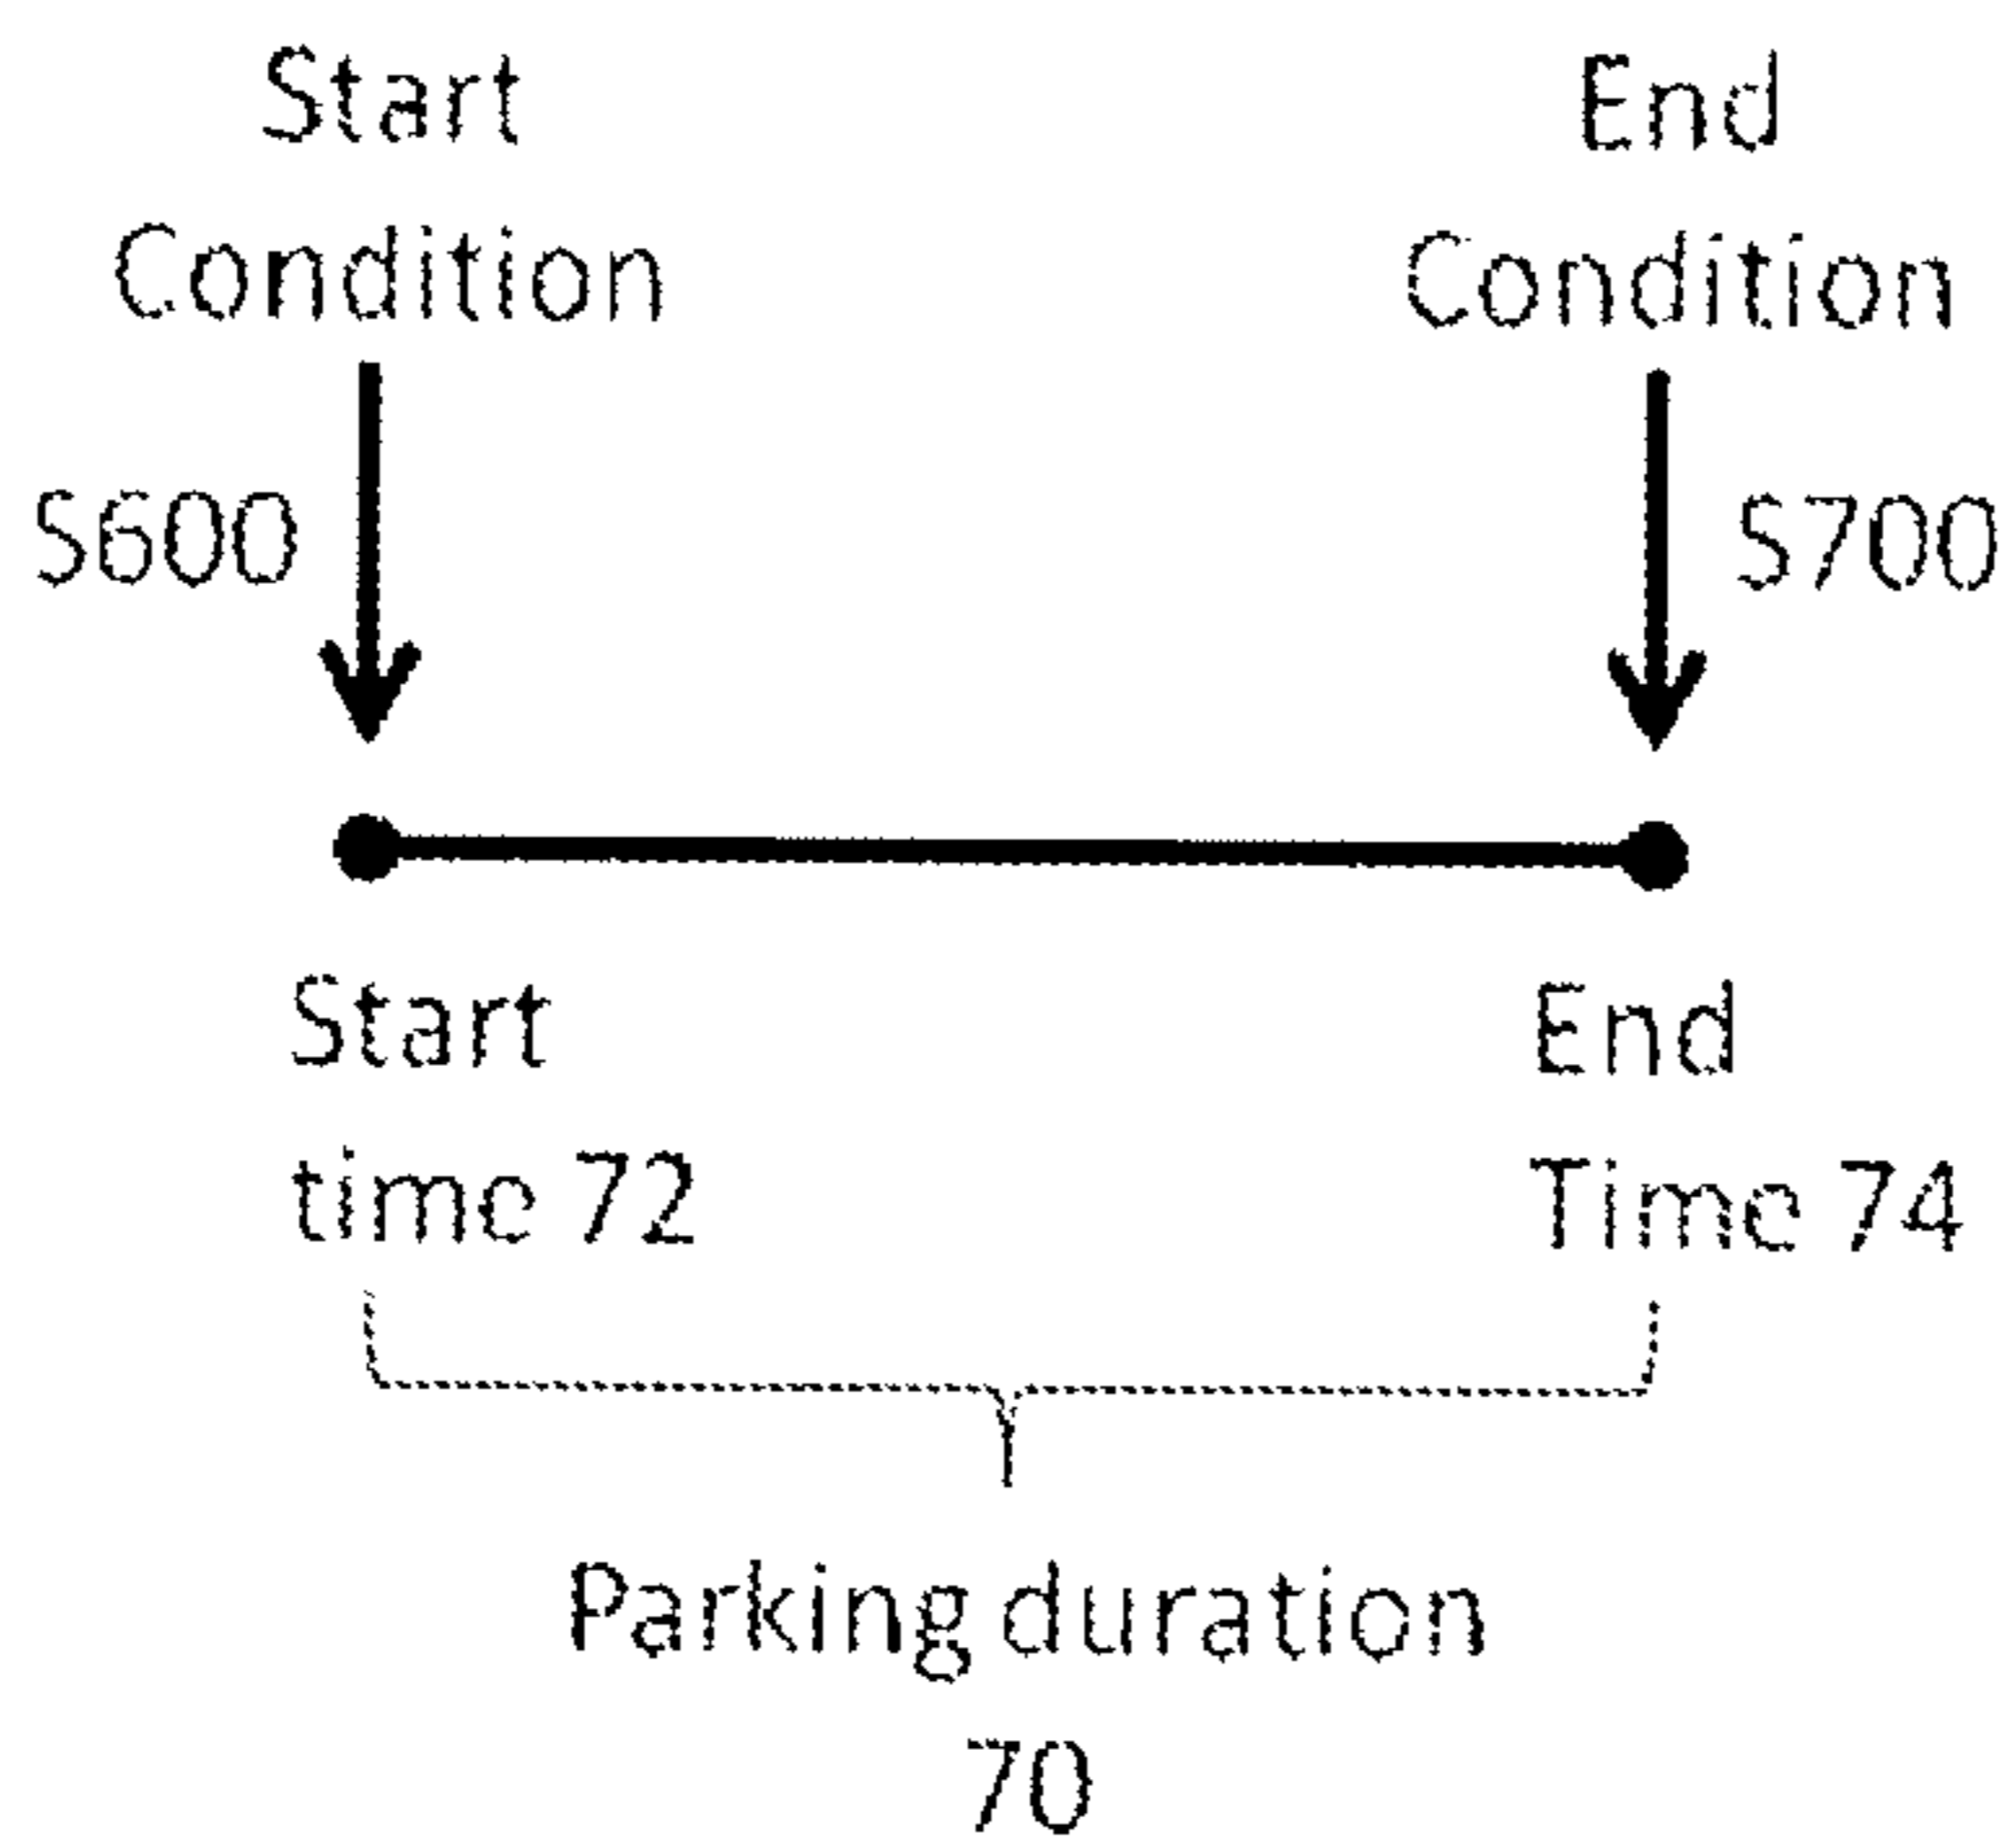 Start
Condition
End
Condition
S600
S700
Start
time 72
End
Time 74
Parking duration
70